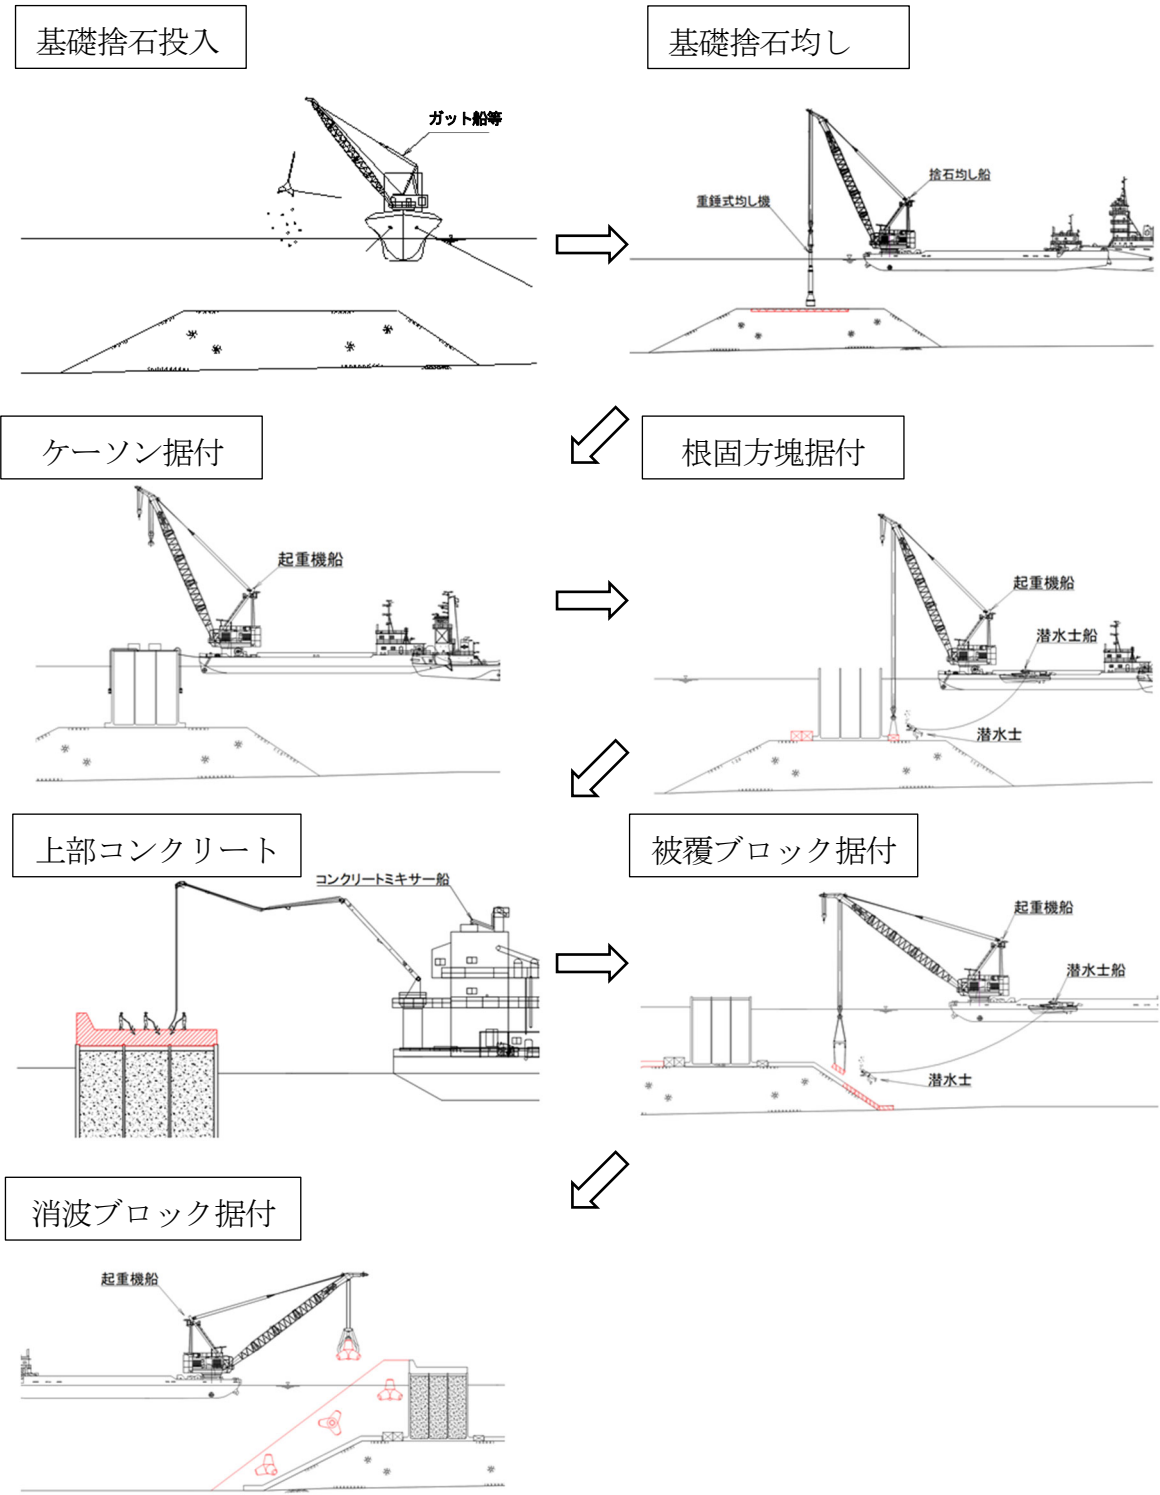 基礎捨石投入
ガット船等
基礎捨石均し
捨石均し船
重錘式均し機
ケーソン据付
起重機船
根固方塊据付
起重機船
潜水士船
潜水士
上部コンクリート
コンクリートミキサー船
被覆ブロック据付
起重機船
潜水士船
潜水士
消波ブロック据付
起重機船